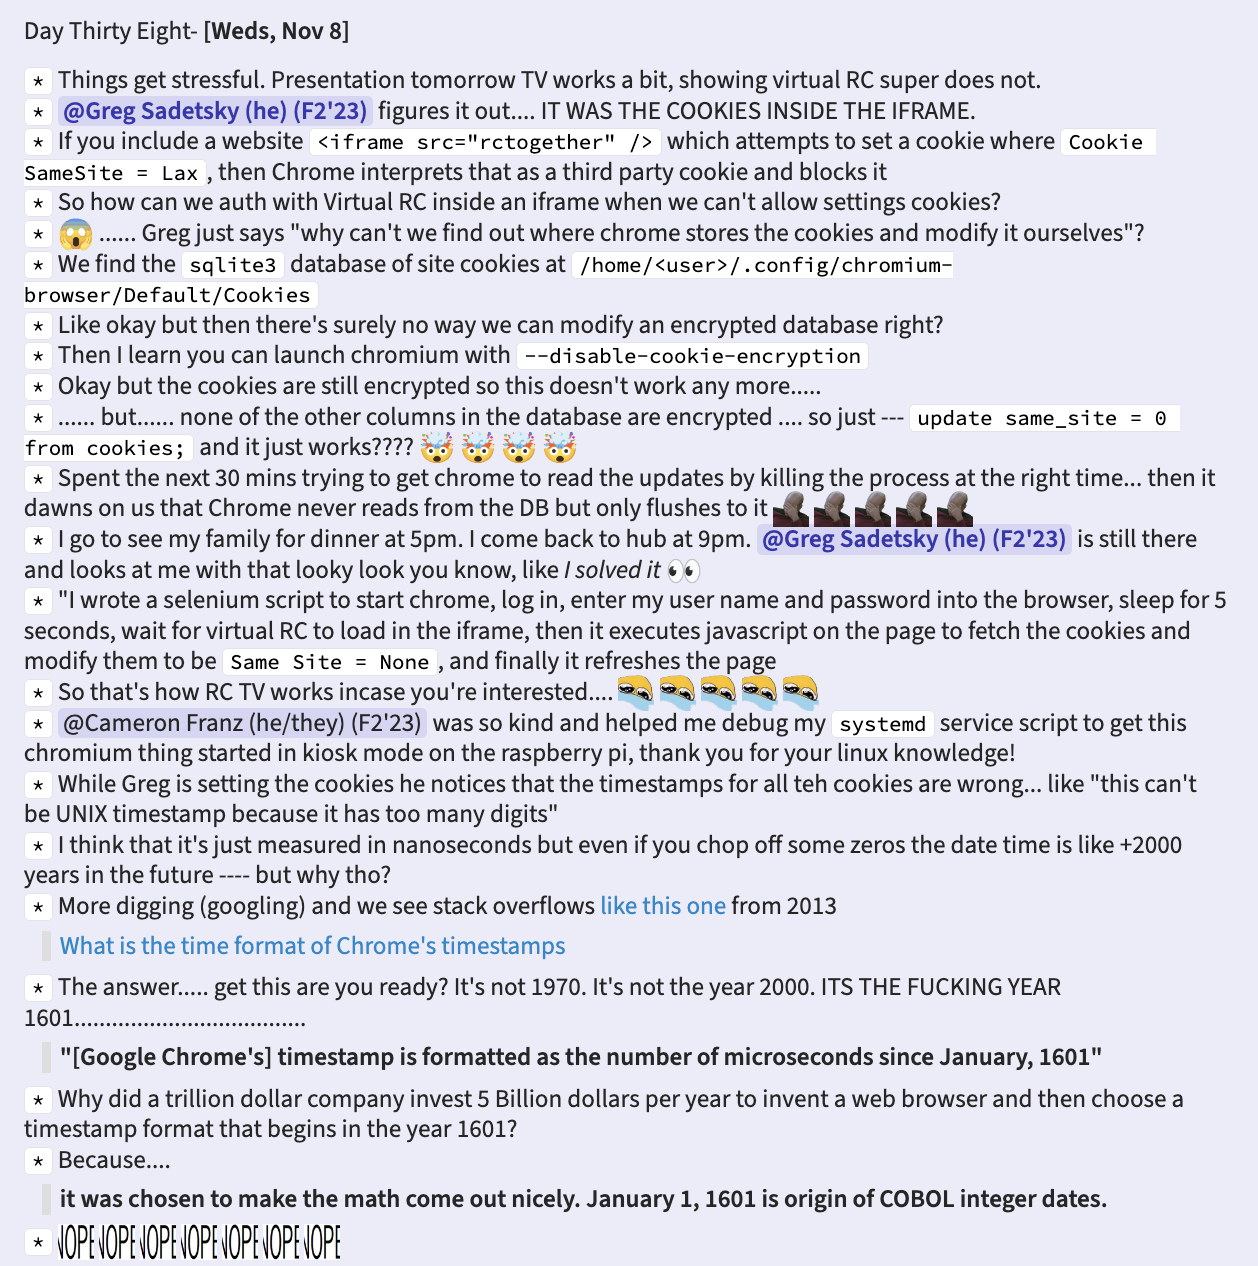 Day Thirty Eight- [Weds, Nov 8]
* Things get stressful. Presentation tomorrow TV works a bit, showing virtual RC super does not.
* @Greg Sadetsky (he) (F2'23) figures it out.... IT WAS THE COOKIES INSIDE THE IFRAME.
* If you include a website <iframe src="rctogether" /> which attempts to set a cookie where Cookie
SameSite = Lax , then Chrome interprets that as a third party cookie and blocks it
* So how can we auth with Virtual RC inside an iframe when we can't allow settings cookies?
* 😱 ...... Greg just says "why can't we find out where chrome stores the cookies and modify it ourselves"?
* We find the sqlite3 database of site cookies at /home/<user>/.config/chromium-
browser/Default/Cookies
* Like okay but then there's surely no way we can modify an encrypted database right?
* Then I learn you can launch chromium with --disable-cookie-encryption
* Okay but the cookies are still encrypted so this doesn't work any more.....
* ...... but...... none of the other columns in the database are encrypted .... so just --- update same_site = 0
from cookies; and it just works???? 🤯 🤯 🤯 🤯
* Spent the next 30 mins trying to get chrome to read the updates by killing the process at the right time... then it
dawns on us that Chrome never reads from the DB but only flushes to it
* I go to see my family for dinner at 5pm. I come back to hub at 9pm. @Greg Sadetsky (he) (F2'23) is still there
and looks at me with that looky look you know, like I solved it 👀
* "I wrote a selenium script to start chrome, log in, enter my user name and password into the browser, sleep for 5
seconds, wait for virtual RC to load in the iframe, then it executes javascript on the page to fetch the cookies and
modify them to be Same Site = None , and finally it refreshes the page
* So that's how RC TV works incase you're interested....
* @Cameron Franz (he/they) (F2'23) was so kind and helped me debug my systemd service script to get this
chromium thing started in kiosk mode on the raspberry pi, thank you for your linux knowledge!
* While Greg is setting the cookies he notices that the timestamps for all teh cookies are wrong... like "this can't
be UNIX timestamp because it has too many digits"
* I think that it's just measured in nanoseconds but even if you chop off some zeros the date time is like +2000
years in the future ---- but why tho?
* More digging (googling) and we see stack overflows like this one from 2013
What is the time format of Chrome's timestamps
* The answer..... get this are you ready? It's not 1970. It's not the year 2000. ITS THE FUCKING YEAR
1601.....................................
"[Google Chrome's] timestamp is formatted as the number of microseconds since January, 1601"
* Why did a trillion dollar company invest 5 Billion dollars per year to invent a web browser and then choose a
timestamp format that begins in the year 1601?
* Because....
it was chosen to make the math come out nicely. January 1, 1601 is origin of COBOL integer dates.
* NOPE NOPE NOPE NOPE NOPE NOPE NOPE